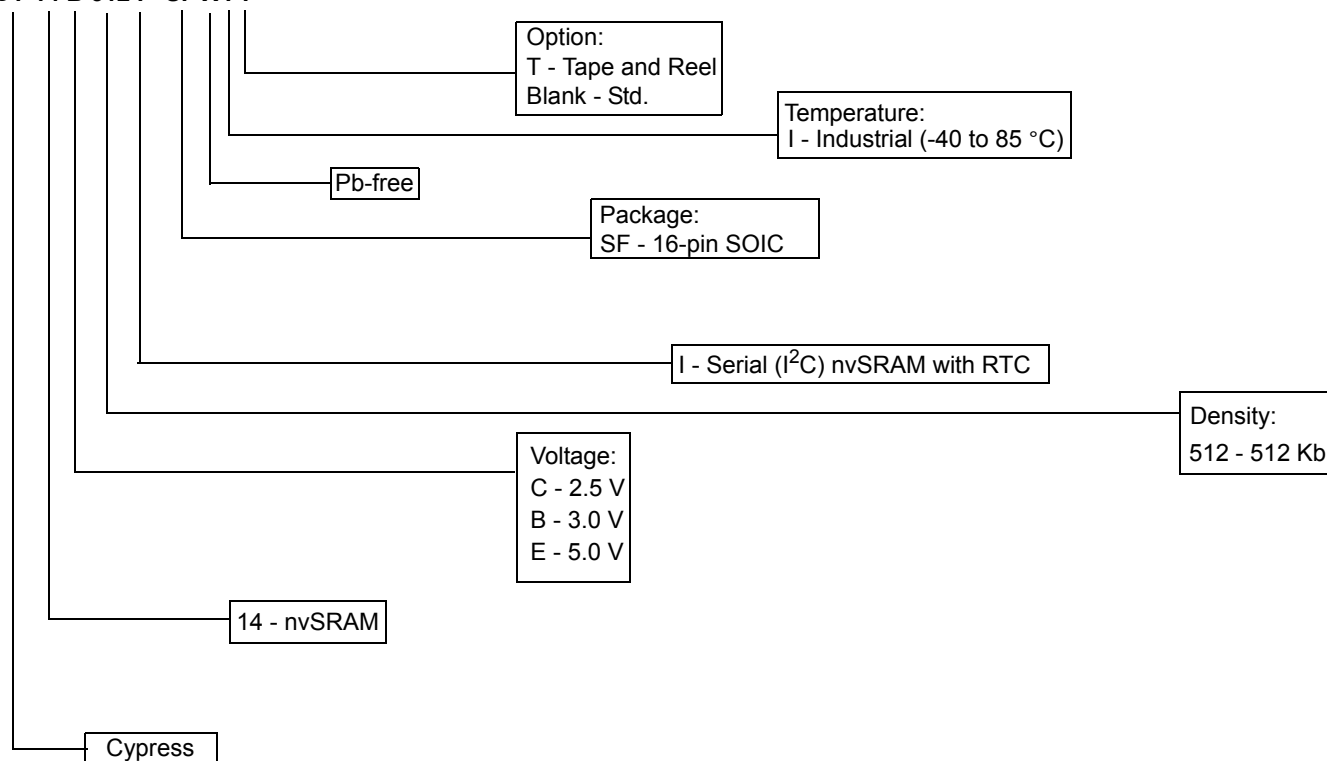 Option:
T - Tape and Reel
Blank - Std.
Temperature:
I - Industrial (-40 to 85 °C)
Pb-free
Package:
SF - 16-pin SOIC
I - Serial (I²C) nvSRAM with RTC
Density:
512 - 512 Kb
Voltage:
C - 2.5 V
B - 3.0 V
E - 5.0 V
14 - nvSRAM
Cypress